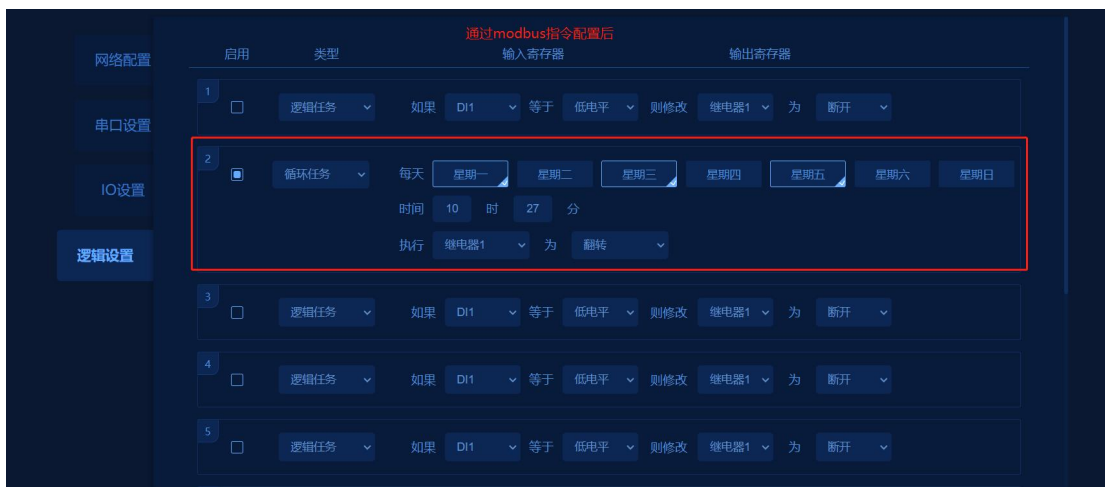 通过modbus指令配置后
启用 类型 输入寄存器 输出寄存器
网络配置
串口设置
IO设置
逻辑设置
1 逻辑任务 如果 DI1 等于 低电平 则修改 继电器1 为 断开
2 循环任务 每天 星期一 星期二 星期三 星期四 星期五 星期六 星期日
时间 10 时 27 分
执行 继电器1 为 翻转
3 逻辑任务 如果 DI1 等于 低电平 则修改 继电器1 为 断开
4 逻辑任务 如果 DI1 等于 低电平 则修改 继电器1 为 断开
5 逻辑任务 如果 DI1 等于 低电平 则修改 继电器1 为 断开